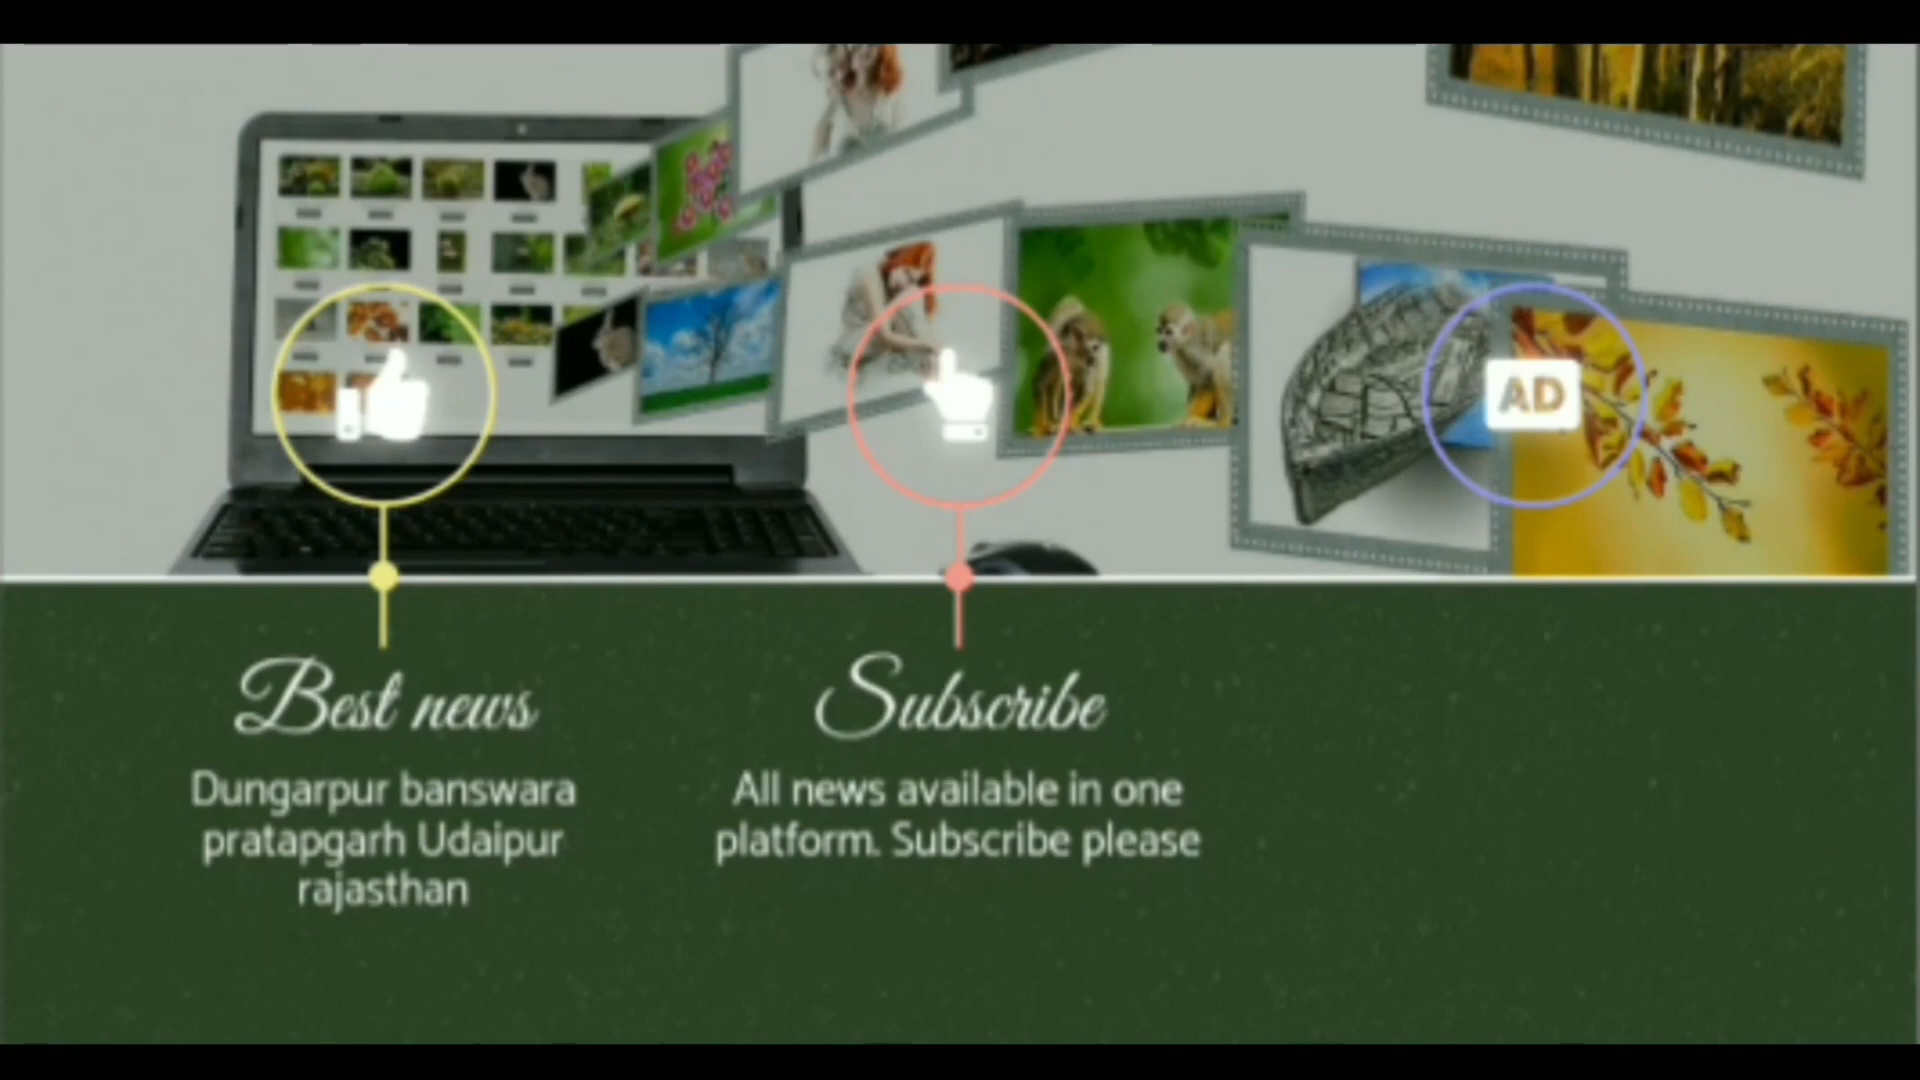 AD
Best news
Subscribe
Dungarpur banswara
pratapgarh Udaipur
rajasthan
All news available in one
platform. Subscribe please